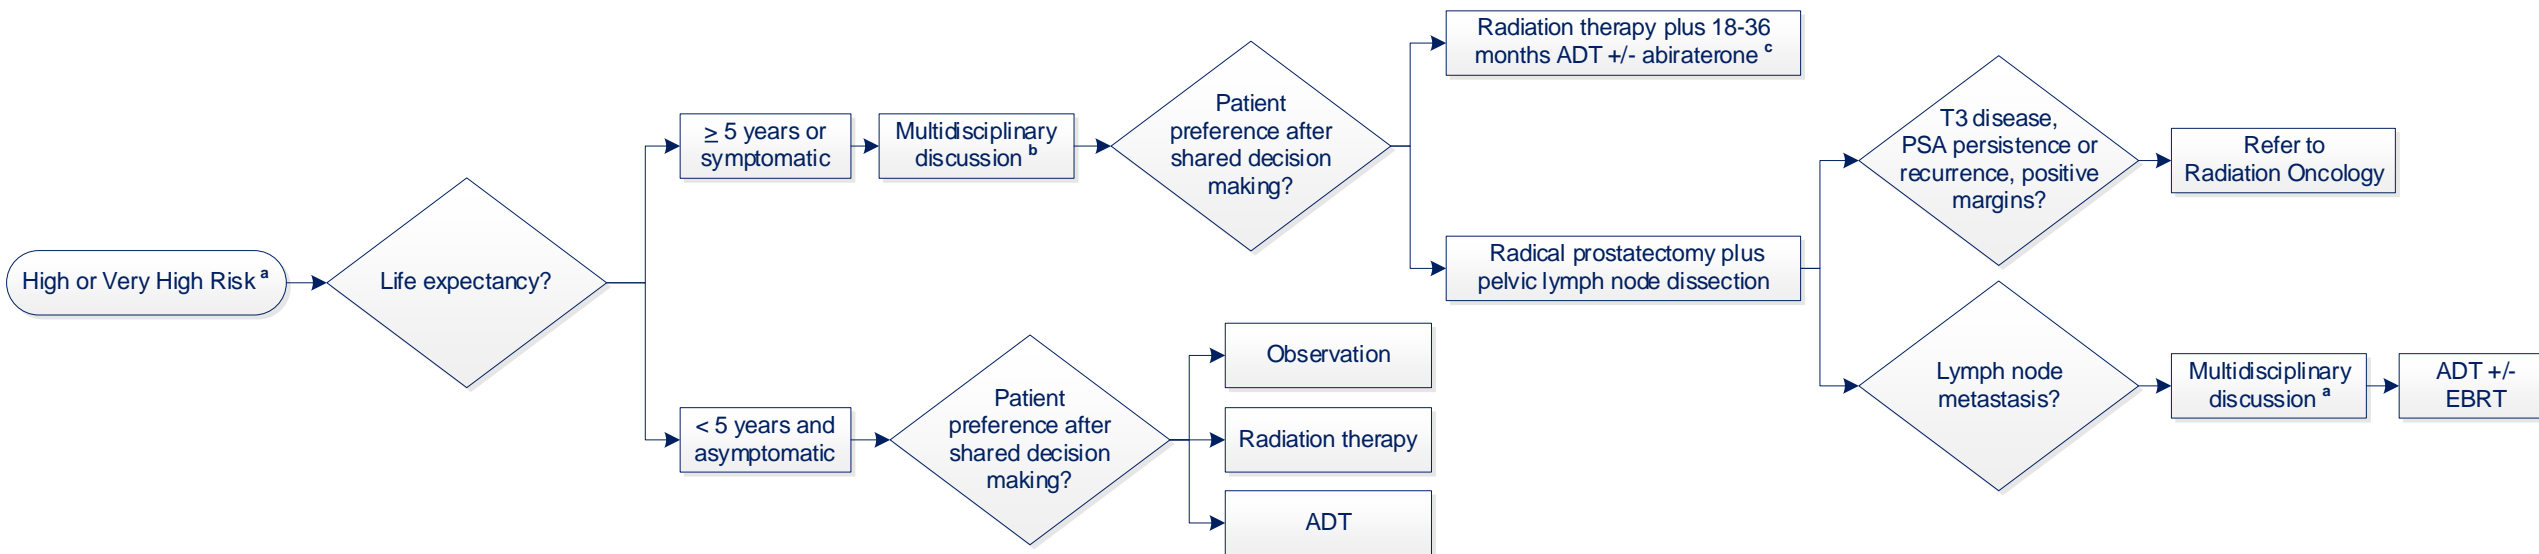 High or Very High Risk a
Life expectancy?
≥ 5 years or
symptomatic
Multidisciplinary
discussion b
Patient
preference after
shared decision
making?
Radiation therapy plus 18-36
months ADT +/- abiraterone c
Radical prostatectomy plus
pelvic lymph node dissection
T3 disease,
PSA persistence or
recurrence, positive
margins?
Refer to
Radiation Oncology
Lymph node
metastasis?
Multidisciplinary
discussion a
ADT +/-
EBRT
< 5 years and
asymptomatic
Patient
preference after
shared decision
making?
Observation
Radiation therapy
ADT